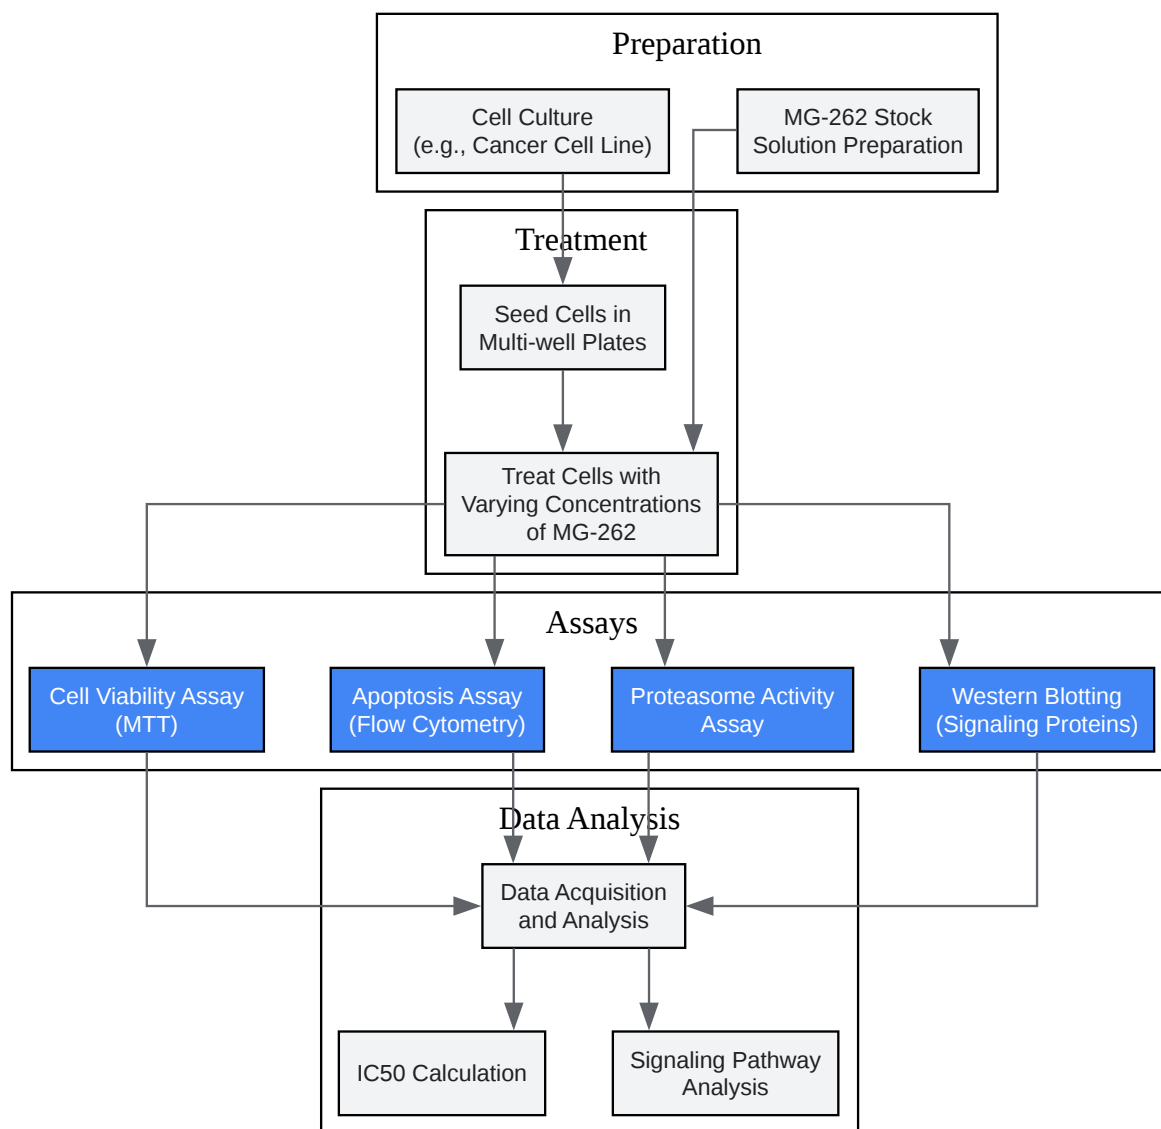 Preparation
Cell Culture
(e.g., Cancer Cell Line)
MG-262 Stock
Solution Preparation
Treatment
Seed Cells in
Multi-well Plates
Treat Cells with
Varying Concentrations
of MG-262
Assays
Cell Viability Assay
(MTT)
Apoptosis Assay
(Flow Cytometry)
Proteasome Activity
Assay
Western Blotting
(Signaling Proteins)
Data Analysis
Data Acquisition
and Analysis
IC50 Calculation
Signaling Pathway
Analysis